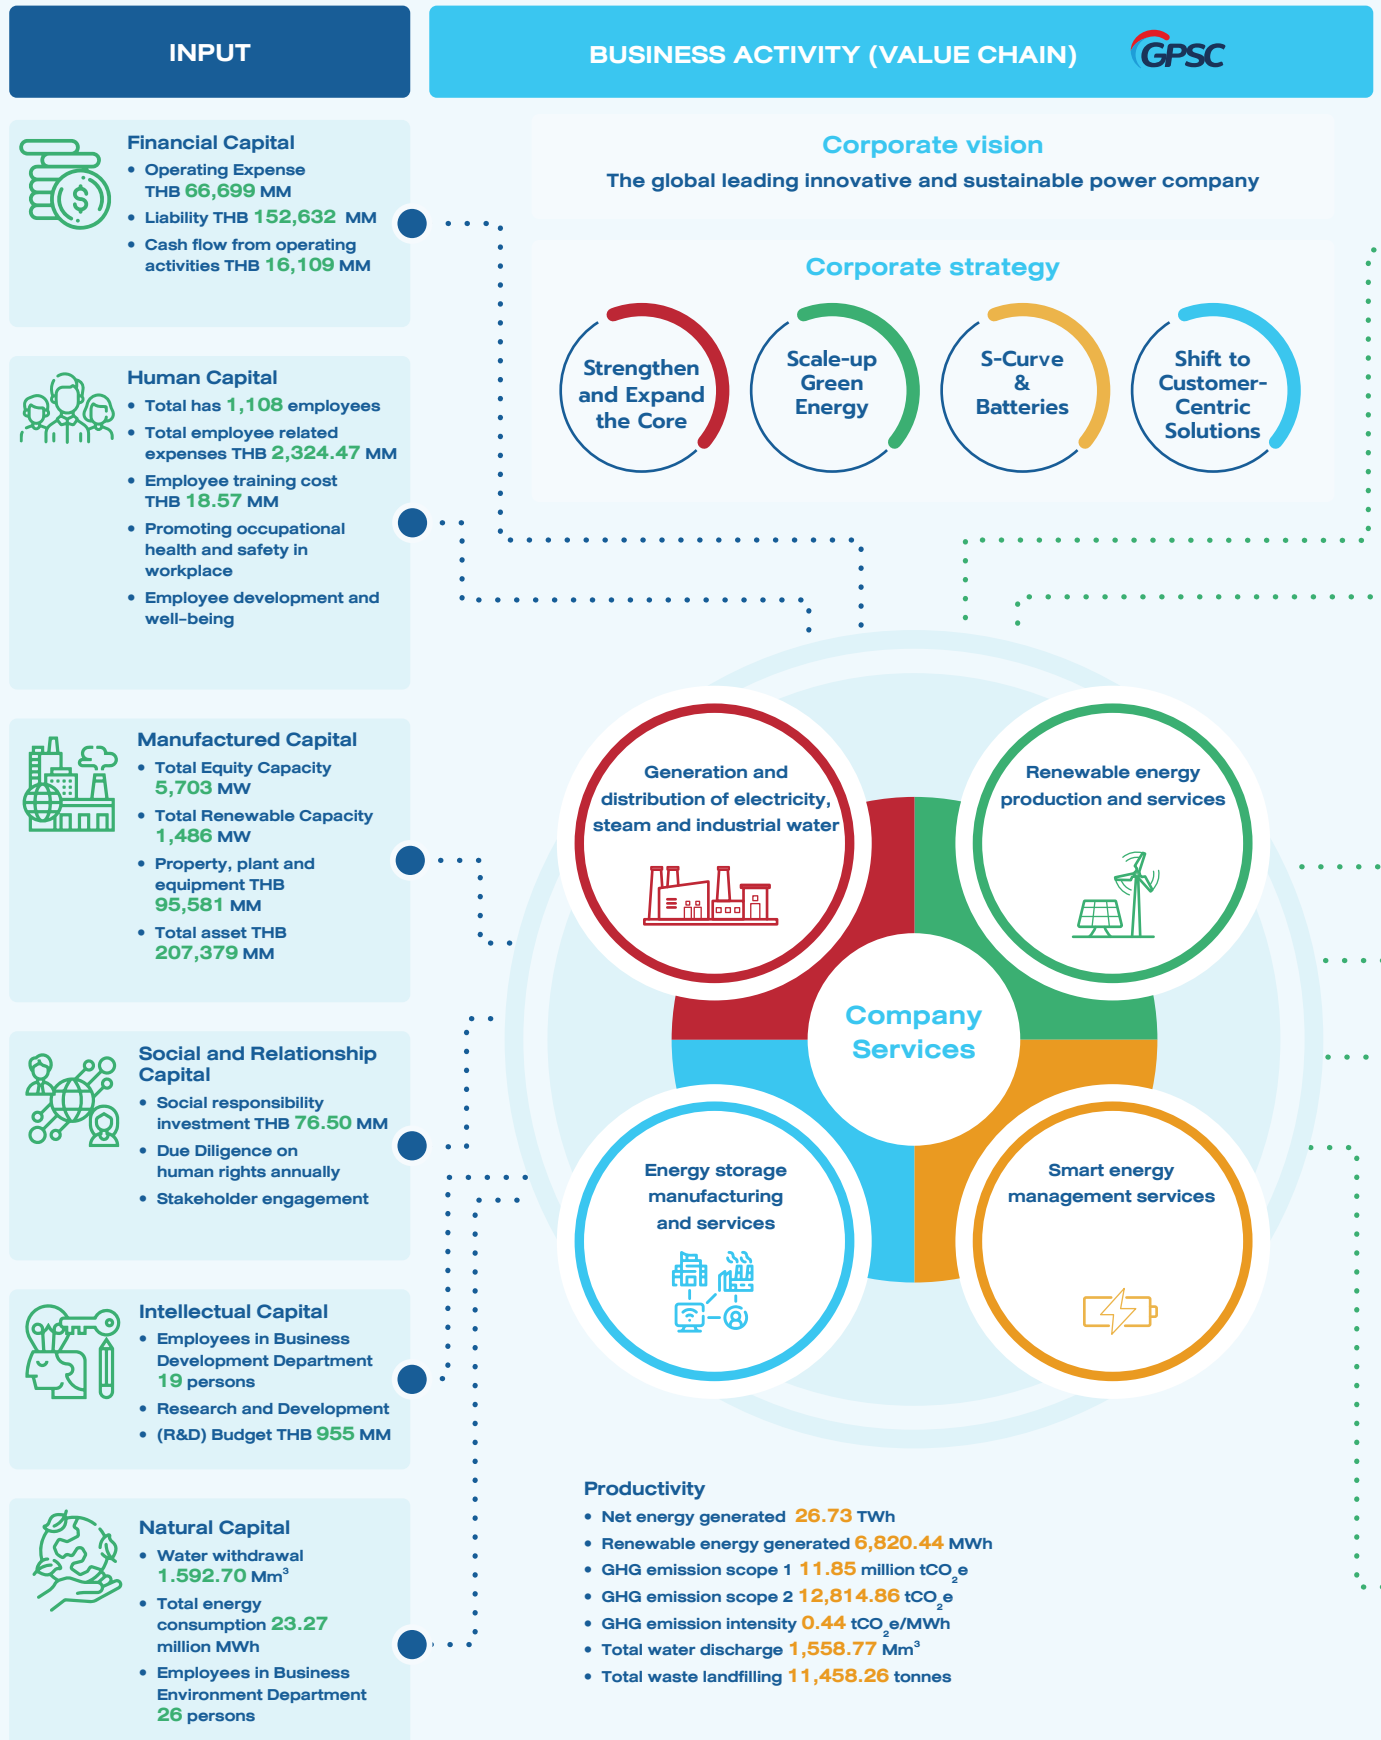 INPUT
BUSINESS ACTIVITY (VALUE CHAIN)
GPSC
Financial Capital
• Operating Expense
THB 66,699 MM
• Liability THB 152,632 MM
• Cash flow from operating
activities THB 16,109 MM
Human Capital
• Total has 1,108 employees
• Total employee related
expenses THB 2,324.47 MM
• Employee training cost
THB 18.57 MM
• Promoting occupational
health and safety in
workplace
• Employee development and
well-being
Manufactured Capital
• Total Equity Capacity
5,703 MW
• Total Renewable Capacity
1,486 MW
• Property, plant and
equipment THB
95,581 MM
• Total asset THB
207,379 MM
Social and Relationship
Capital
• Social responsibility
investment THB 76.50 MM
• Due Diligence on
human rights annually
• Stakeholder engagement
Intellectual Capital
• Employees in Business
Development Department
19 persons
• Research and Development
• (R&D) Budget THB 955 MM
Natural Capital
• Water withdrawal
1.592.70 Mm³
• Total energy
consumption 23.27
million MWh
• Employees in Business
Environment Department
26 persons
Corporate vision
The global leading innovative and sustainable power company
Corporate strategy
Strengthen
and Expand
the Core
Scale-up
Green
Energy
S-Curve
&
Batteries
Shift to
Customer-
Centric
Solutions
Generation and
distribution of electricity,
steam and industrial water
Renewable energy
production and services
Company
Services
Energy storage
manufacturing
and services
Smart energy
management services
Productivity
• Net energy generated 26.73 TWh
• Renewable energy generated 6,820.44 MWh
• GHG emission scope 1 11.85 million tCO₂e
• GHG emission scope 2 12,814.86 tCO₂e
• GHG emission intensity 0.44 tCO₂e/MWh
• Total water discharge 1,558.77 Mm³
• Total waste landfilling 11,458.26 tonnes